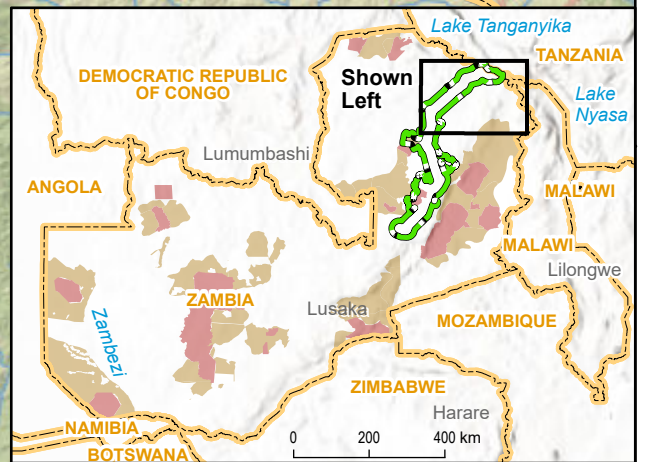 Lake Tanganyika
TANZANIA
DEMOCRATIC REPUBLIC
OF CONGO
Shown
Left
Lake
Nyasa
Lumumbashi
ANGOLA
MALAWI
MALAWI
Lilongwe
ZAMBIA
Lusaka
Zambezi
MOZAMBIQUE
ZIMBABWE
Harare
NAMIBIA
BOTSWANA
0 200 400 km